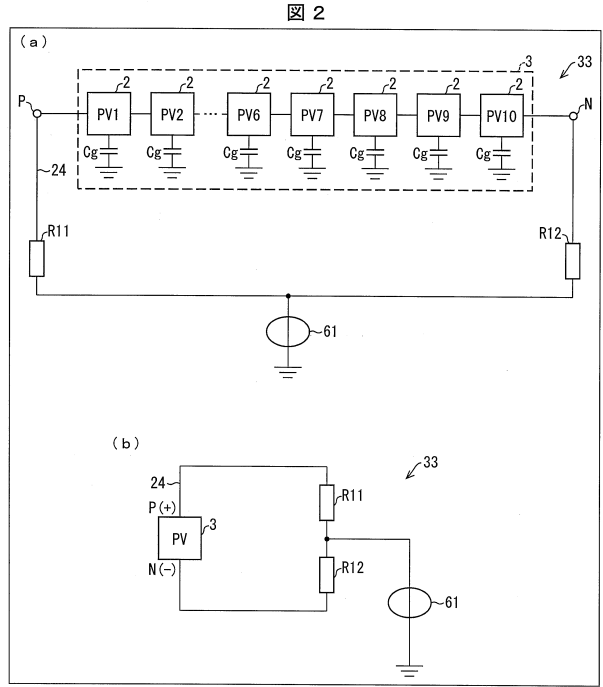 図 2
(a)
3
33
2 2 2 2 2 2 2
P PV1 PV2 PV6 PV7 PV8 PV9 PV10 N
Cg Cg Cg Cg Cg Cg Cg
24
R11 R12
61
(b)
33
24
P(+) R11
PV 3
N(-) R12
61